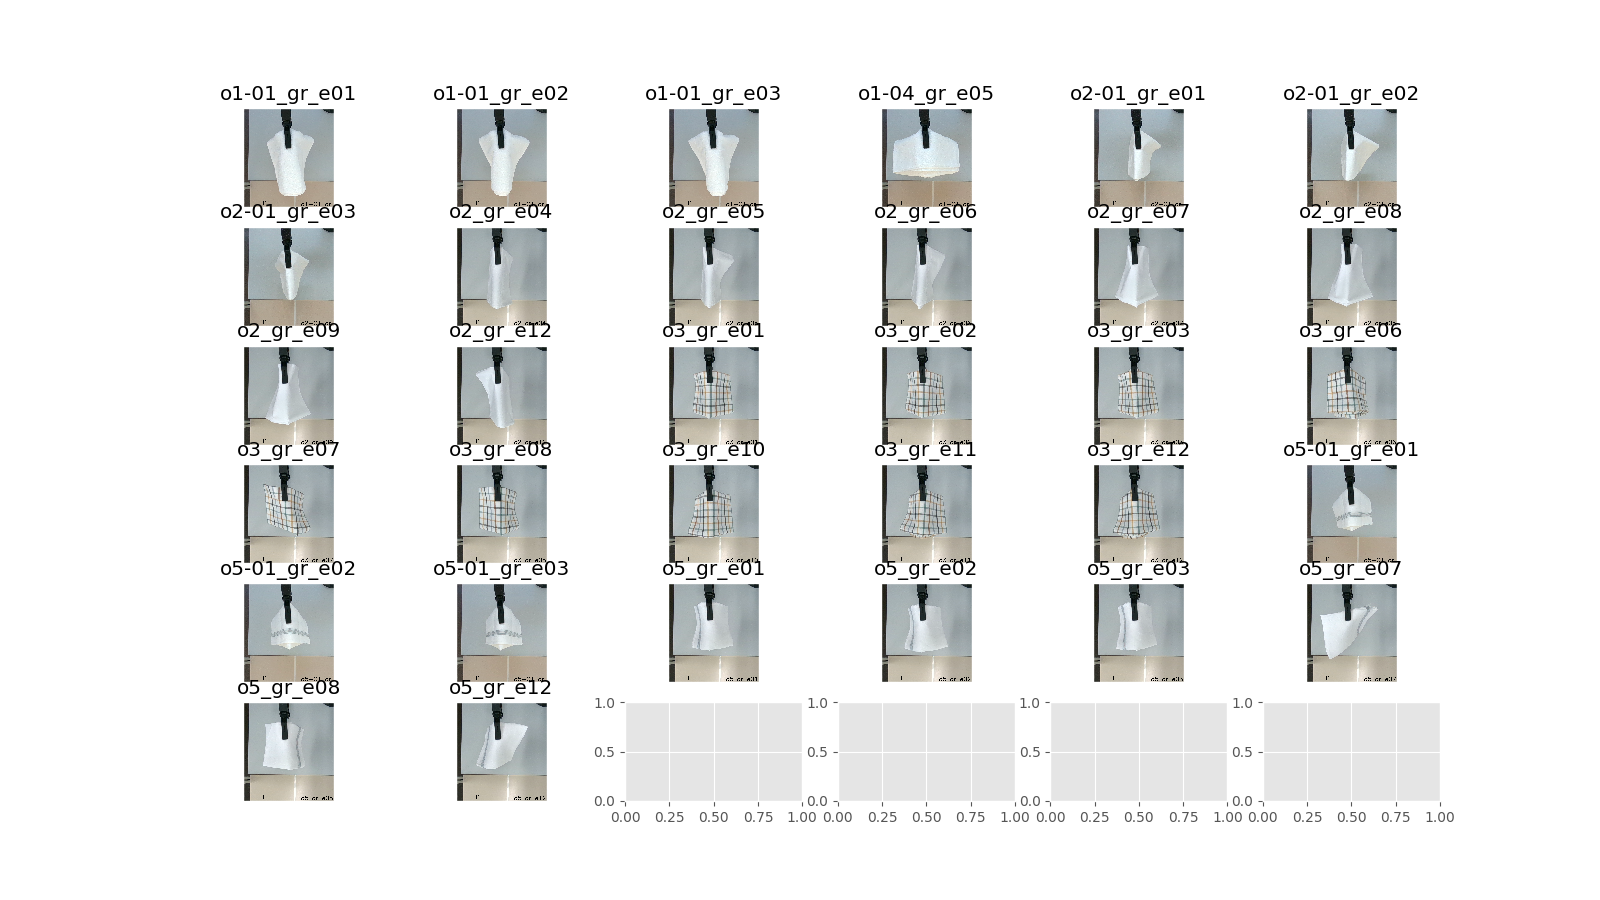 o1-01_gr_e01 o1-01_gr_e02 o1-01_gr_e03 o1-04_gr_e05 o2-01_gr_e01 o2-01_gr_e02
o2-01_gr_e03 o2_gr_e04 o2_gr_e05 o2_gr_e06 o2_gr_e07 o2_gr_e08
o2_gr_e09 o2_gr_e12 o3_gr_e01 o3_gr_e02 o3_gr_e03 o3_gr_e06
o3_gr_e07 o3_gr_e08 o3_gr_e10 o3_gr_e11 o3_gr_e12 o5-01_gr_e01
o5-01_gr_e02 o5-01_gr_e03 o5_gr_e01 o5_gr_e02 o5_gr_e03 o5_gr_e07
o5_gr_e08 o5_gr_e12
1.0 1.0 1.0 1.0
0.5 0.5 0.5 0.5
0.0 0.0 0.0 0.0
0.00 0.25 0.50 0.75 1.00 0.00 0.25 0.50 0.75 1.00 0.00 0.25 0.50 0.75 1.00 0.00 0.25 0.50 0.75 1.00